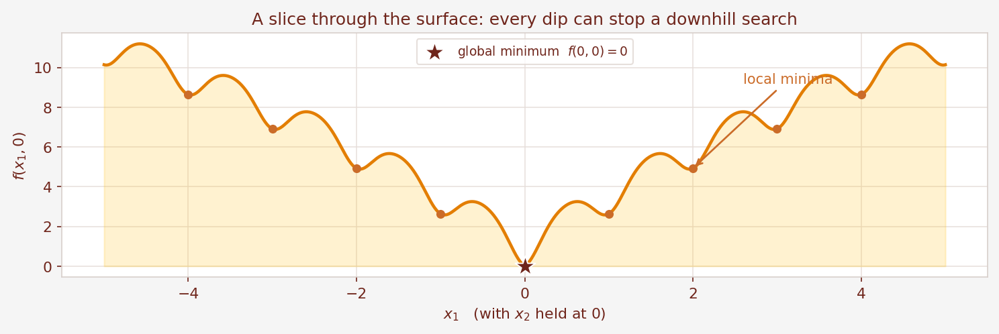 A slice through the surface: every dip can stop a downhill search
global minimum f(0, 0) = 0
local minima
10
8
6
4
2
0
f(x₁, 0)
−4 −2 0 2 4
x₁ (with x₂ held at 0)